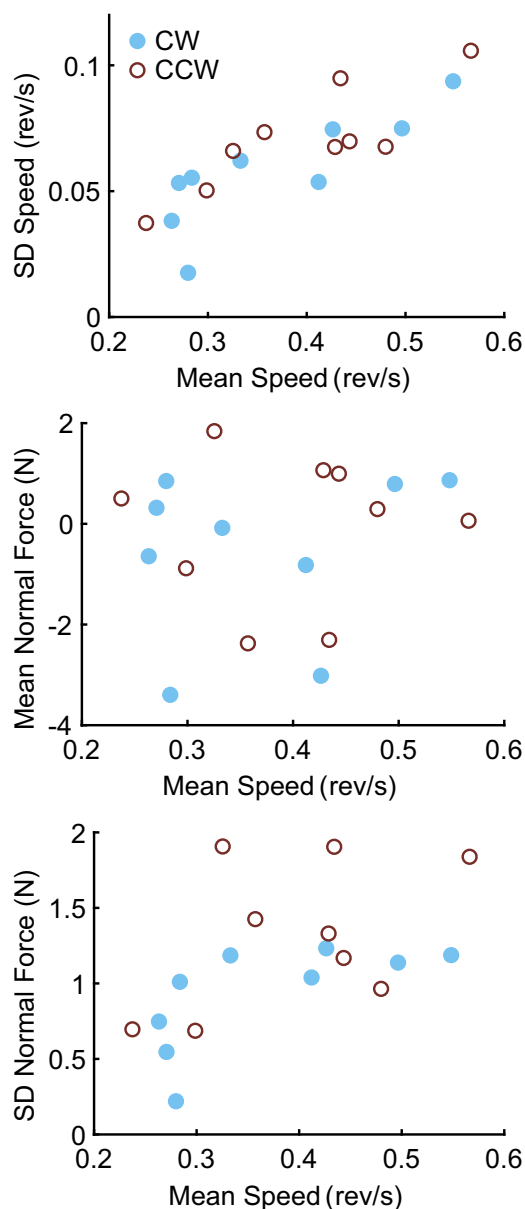 CW
CCW
0.1
0.05
0
SD Speed (rev/s)
0.2 0.3 0.4 0.5 0.6
Mean Speed (rev/s)
2
0
-2
-4
Mean Normal Force (N)
0.2 0.3 0.4 0.5 0.6
Mean Speed (rev/s)
2
1.5
1
0.5
0
SD Normal Force (N)
0.2 0.3 0.4 0.5 0.6
Mean Speed (rev/s)